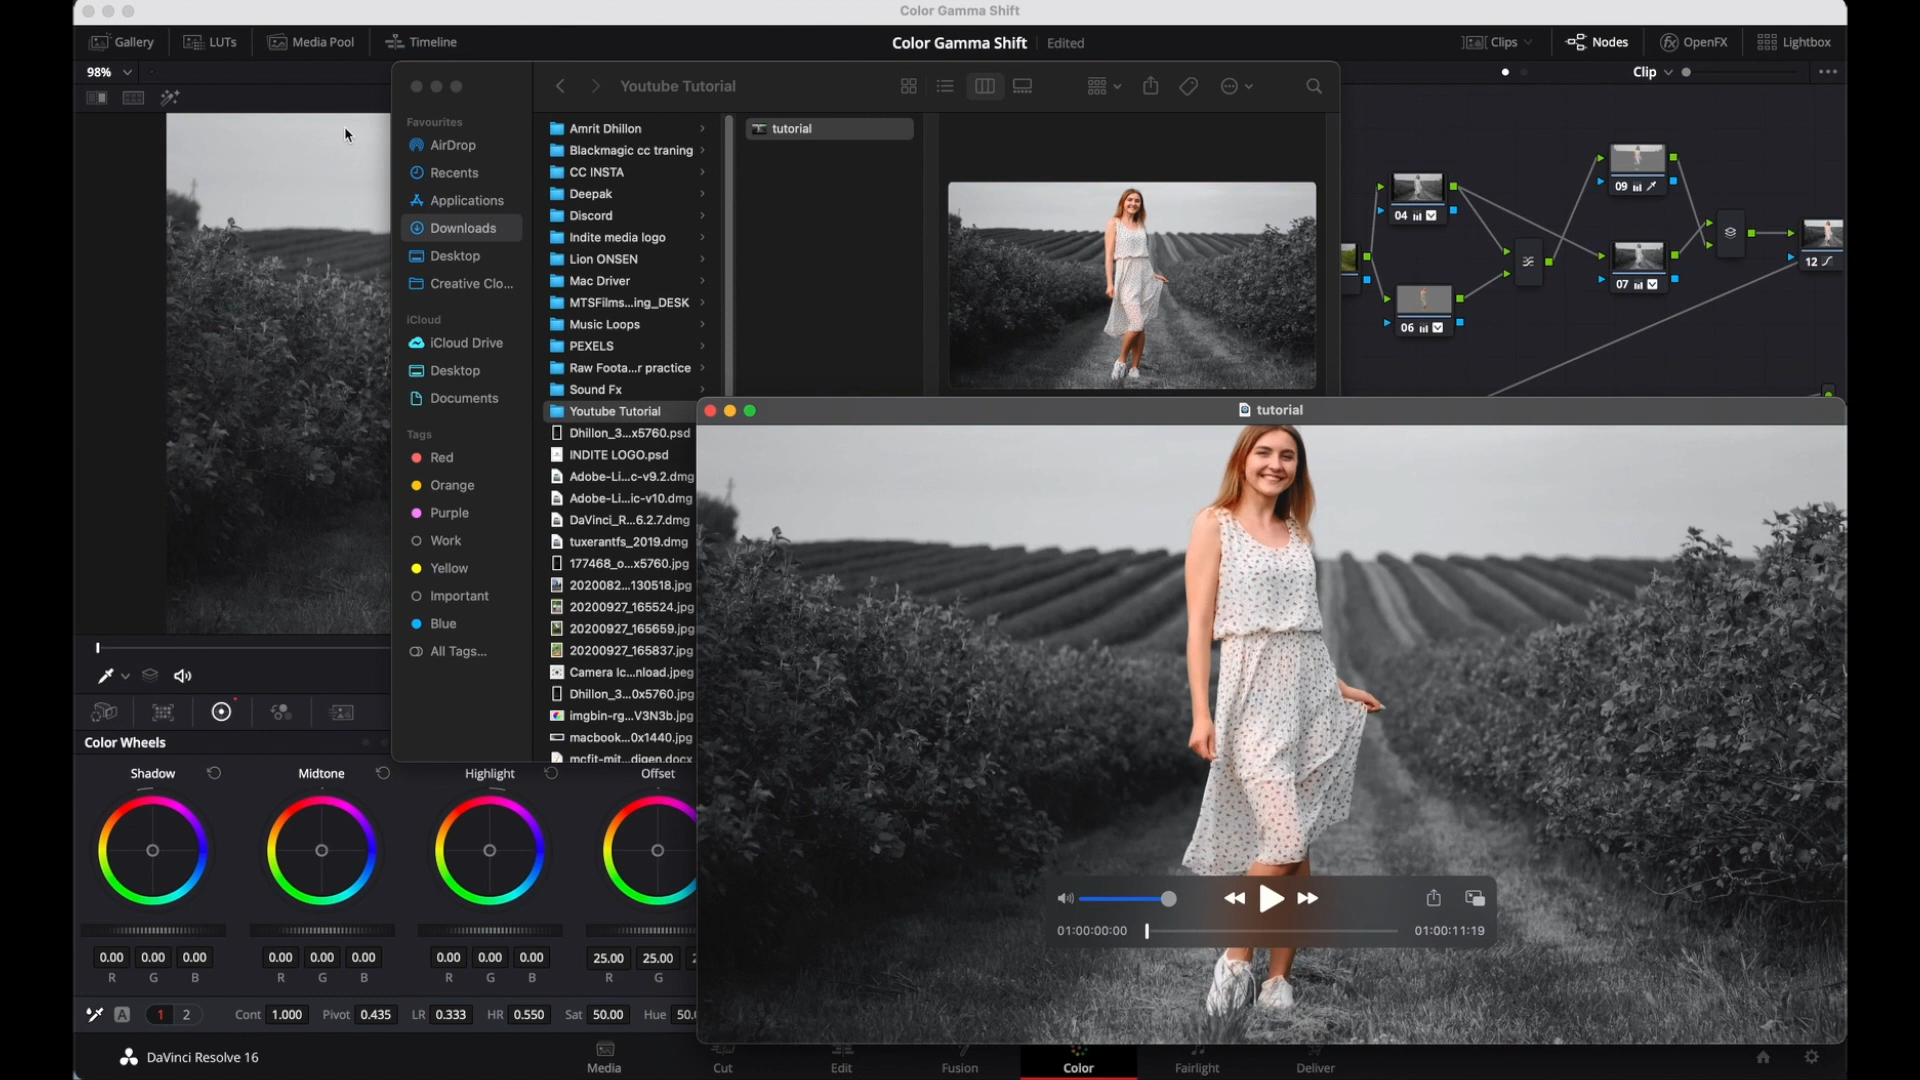 Color Gamma Shift
Gallery
LUTs
Media Pool
Timeline
Color Gamma Shift
Edited
Clips
Nodes
OpenFX
Lightbox
98%
Clip
Youtube Tutorial
Favourites
AirDrop
Recents
Applications
Downloads
Desktop
Creative Clo...
iCloud
iCloud Drive
Desktop
Documents
Tags
Red
Orange
Purple
Work
Yellow
Important
Blue
All Tags...
Amrit Dhillon
Blackmagic cc traning
CC INSTA
Deepak
Discord
Indite media logo
Lion ONSEN
Mac Driver
MTSFilms...ing_DESK
Music Loops
PEXELS
Raw Foota...r practice
Sound Fx
Youtube Tutorial
Dhillon_3...x5760.psd
INDITE LOGO.psd
Adobe-Li...c-v9.2.dmg
Adobe-Li...ic-v10.dmg
DaVinci_R...6.2.7.dmg
tuxerantfs_2019.dmg
177468_o...x5760.jpg
2020082...130518.jpg
20200927_165524.jpg
20200927_165659.jpg
20200927_165837.jpg
Camera Ic...nload.jpeg
Dhillon_3...0x5760.jpg
imgbin-rg...V3N3b.jpg
macbook...0x1440.jpg
mcfit-mit...digen.docx
tutorial
04
06
09
07
12
tutorial
01:00:00:00
01:00:11:19
Color Wheels
Shadow
Midtone
Highlight
Offset
0.00 0.00 0.00
0.00 0.00 0.00
0.00 0.00 0.00
25.00 25.00
R G B
R G B
R G B
R G
A
1 2
Cont 1.000
Pivot 0.435
LR 0.333
HR 0.550
Sat 50.00
Hue 50.
DaVinci Resolve 16
Media
Cut
Edit
Fusion
Color
Fairlight
Deliver